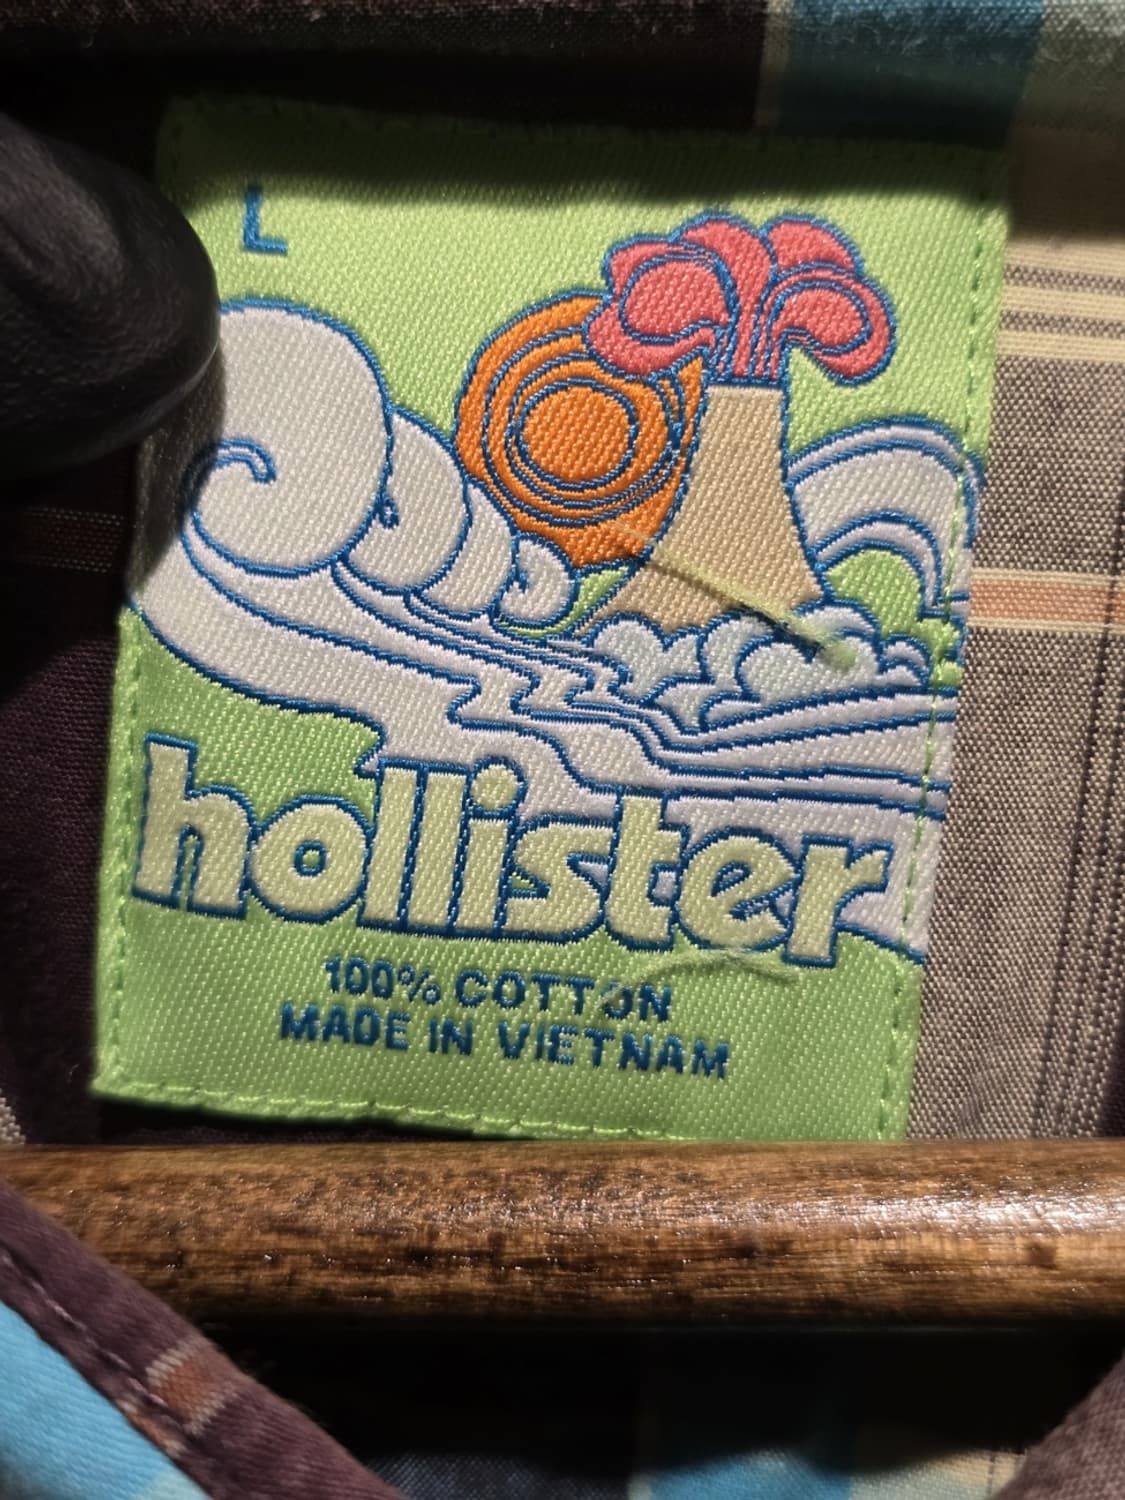 L
hollister
100% COTTON
MADE IN VIETNAM